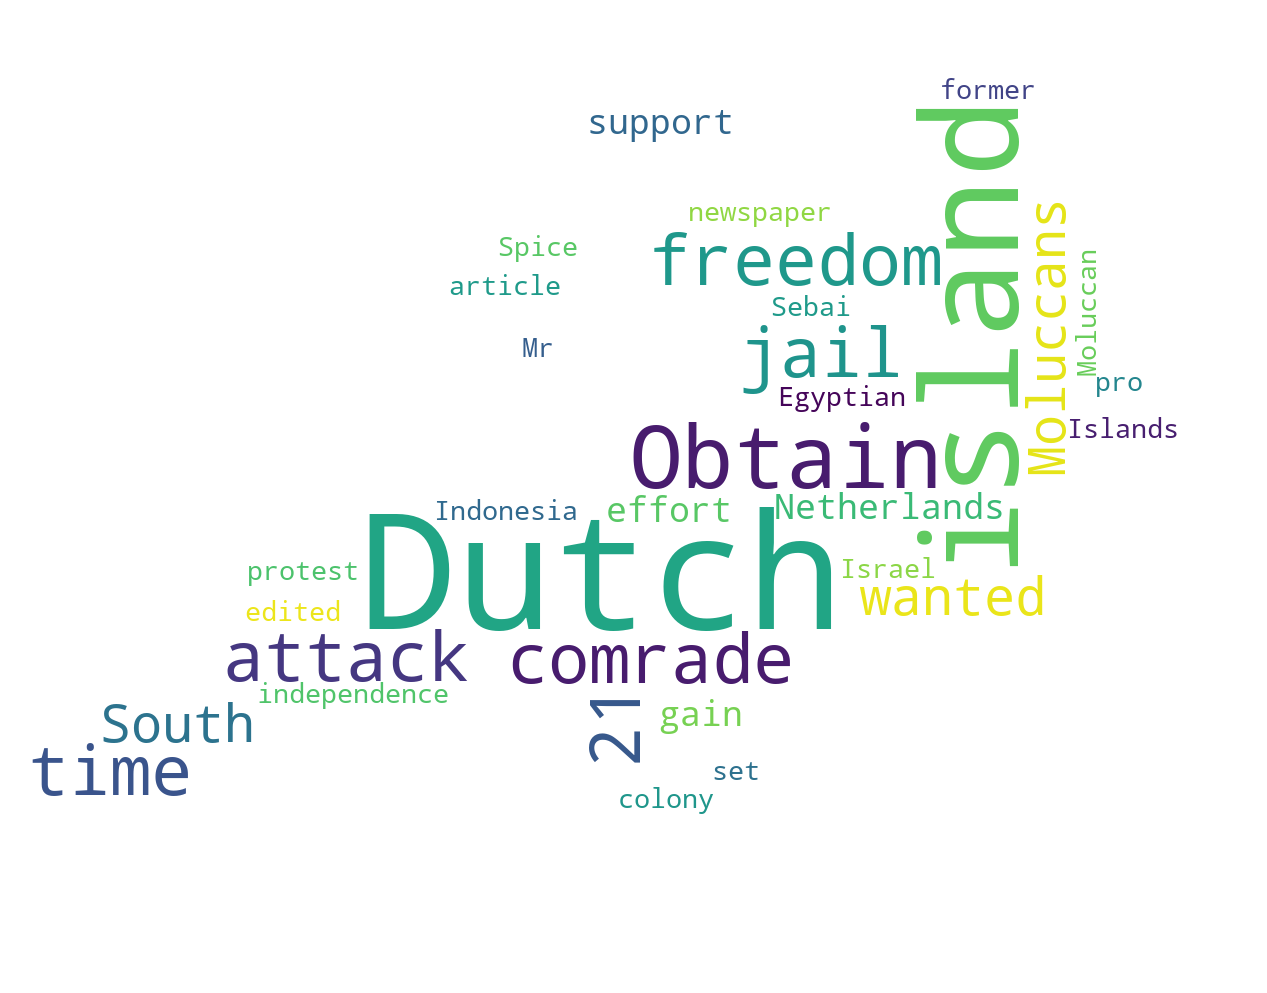 former
support
island
Moluccans
newspaper
freedom
Spice
Moluccan
article
Sebai
Mr
jail
pro
Egyptian
Islands
Obtain
Netherlands
effort
Indonesia
Dutch
Israel
protest
wanted
edited
attack
comrade
independence
21
gain
South
time
set
colony